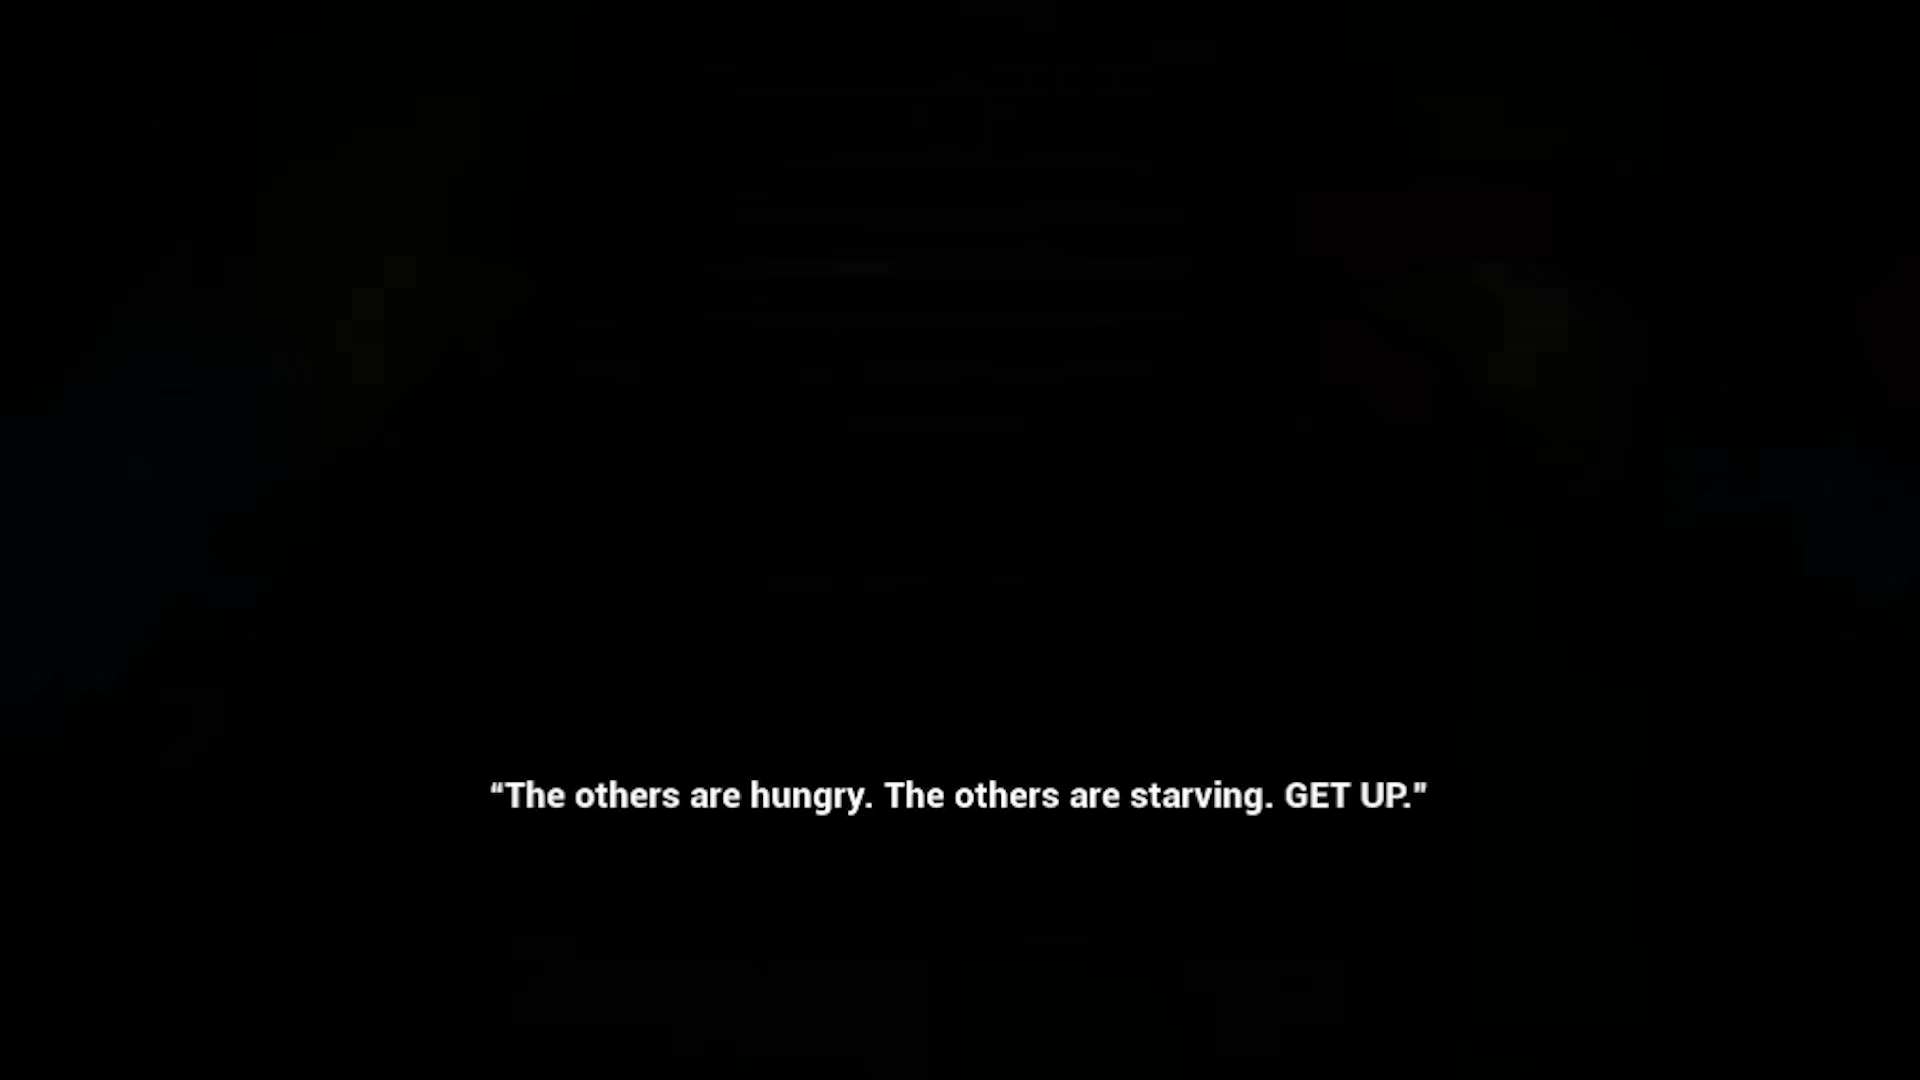 “The others are hungry. The others are starving. GET UP.”